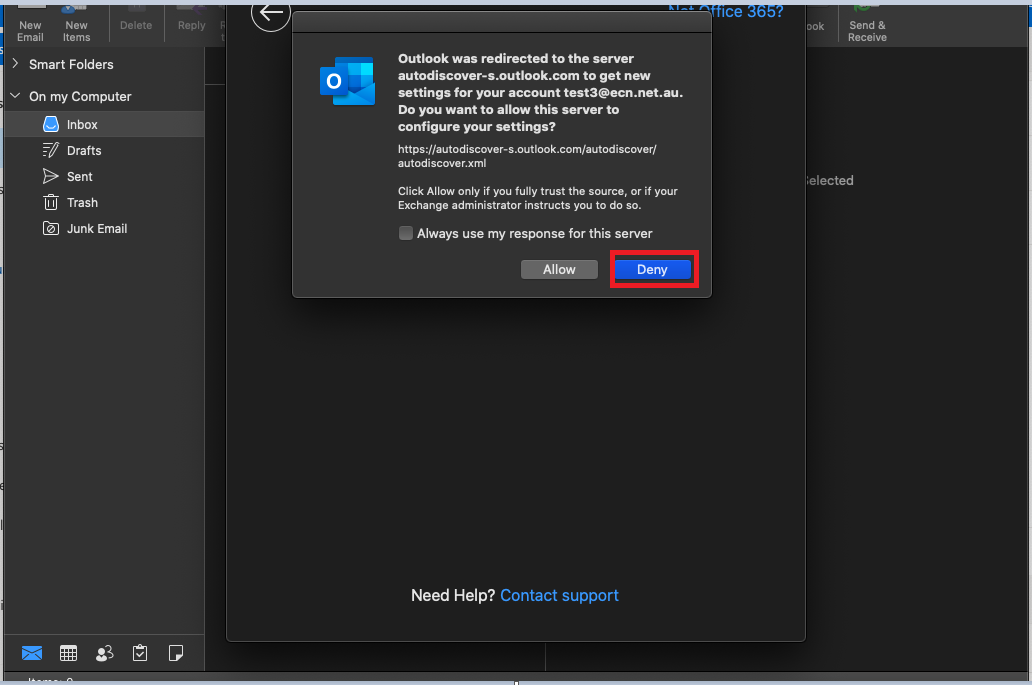 Not Office 365?
New
Email
New
Items
Delete
Reply
ook
Send &
Receive
Smart Folders
On my Computer
Inbox
Drafts
Sent
Trash
Junk Email
O
Outlook was redirected to the server
autodiscover-s.outlook.com to get new
settings for your account test3@ecn.net.au.
Do you want to allow this server to
configure your settings?
https://autodiscover-s.outlook.com/autodiscover/
autodiscover.xml
Click Allow only if you fully trust the source, or if your
Exchange administrator instructs you to do so.
Always use my response for this server
Allow
Deny
Selected
Need Help? Contact support
Items: 0